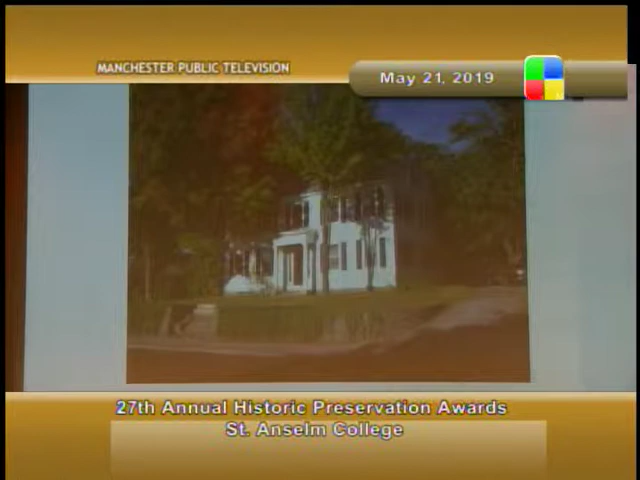 MANCHESTER PUBLIC TELEVISION
May 21, 2019
27th Annual Historic Preservation Awards
St. Anselm College